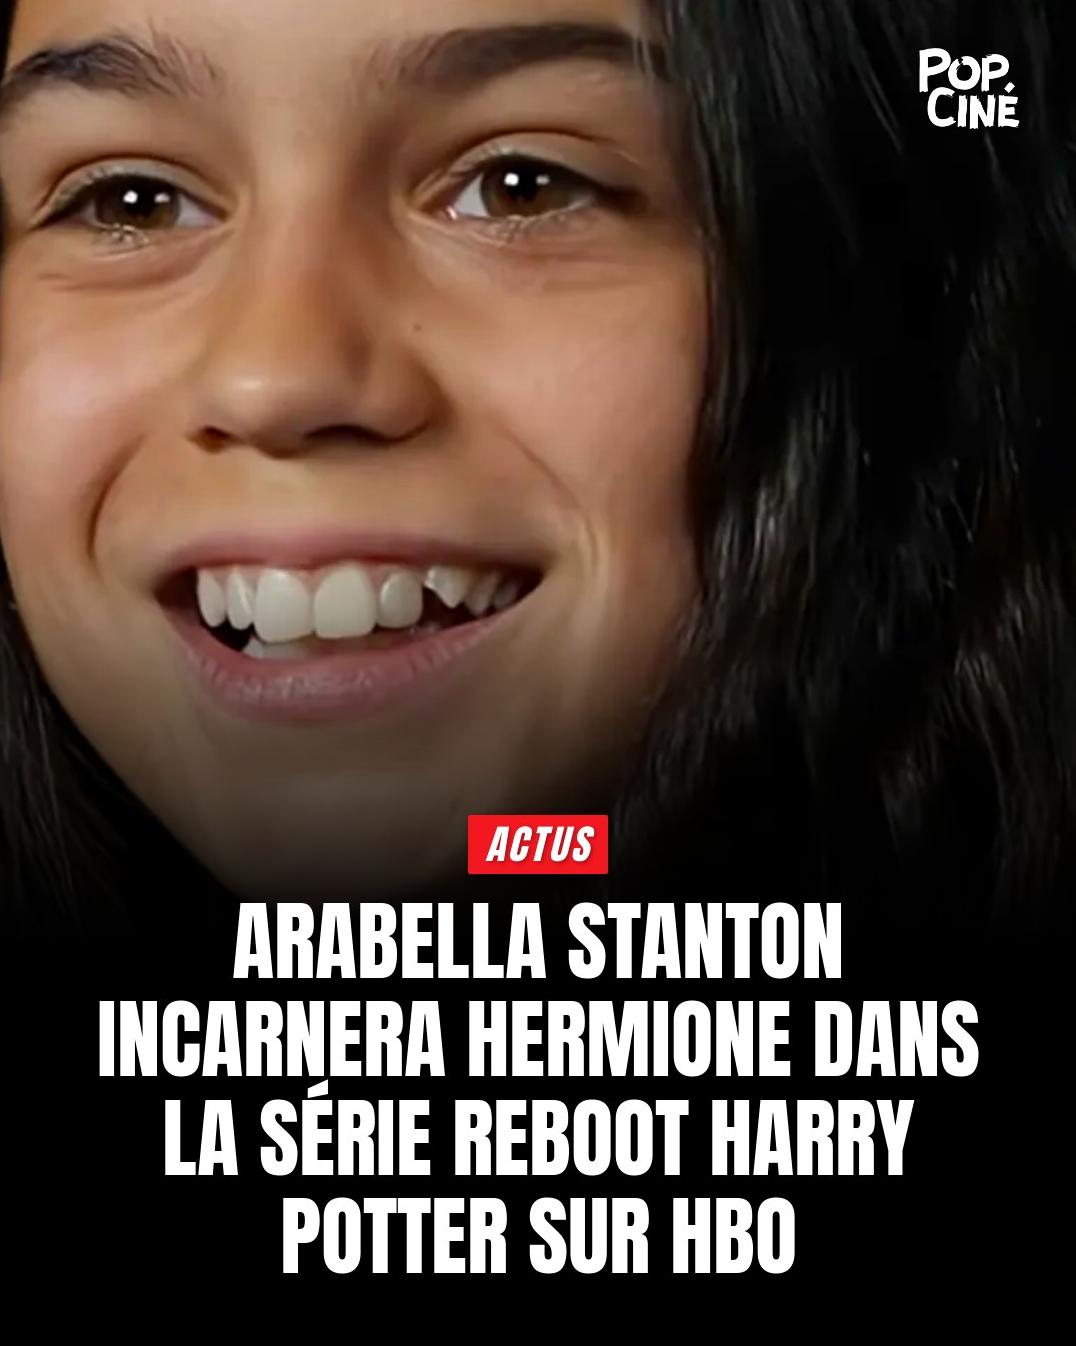 POP.
CINÉ
ACTUS
ARABELLA STANTON
INCARNERA HERMIONE DANS
LA SÉRIE REBOOT HARRY
POTTER SUR HBO